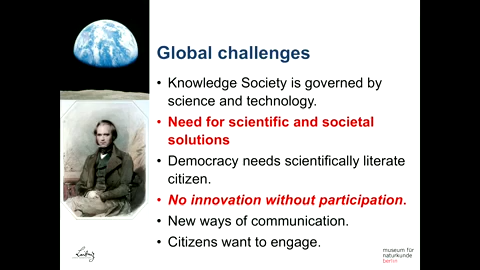 Global challenges
• Knowledge Society is governed by
science and technology.
• Need for scientific and societal
solutions
• Democracy needs scientifically literate
citizen.
• No innovation without participation.
• New ways of communication.
• Citizens want to engage.
museum für
naturkunde
berlin